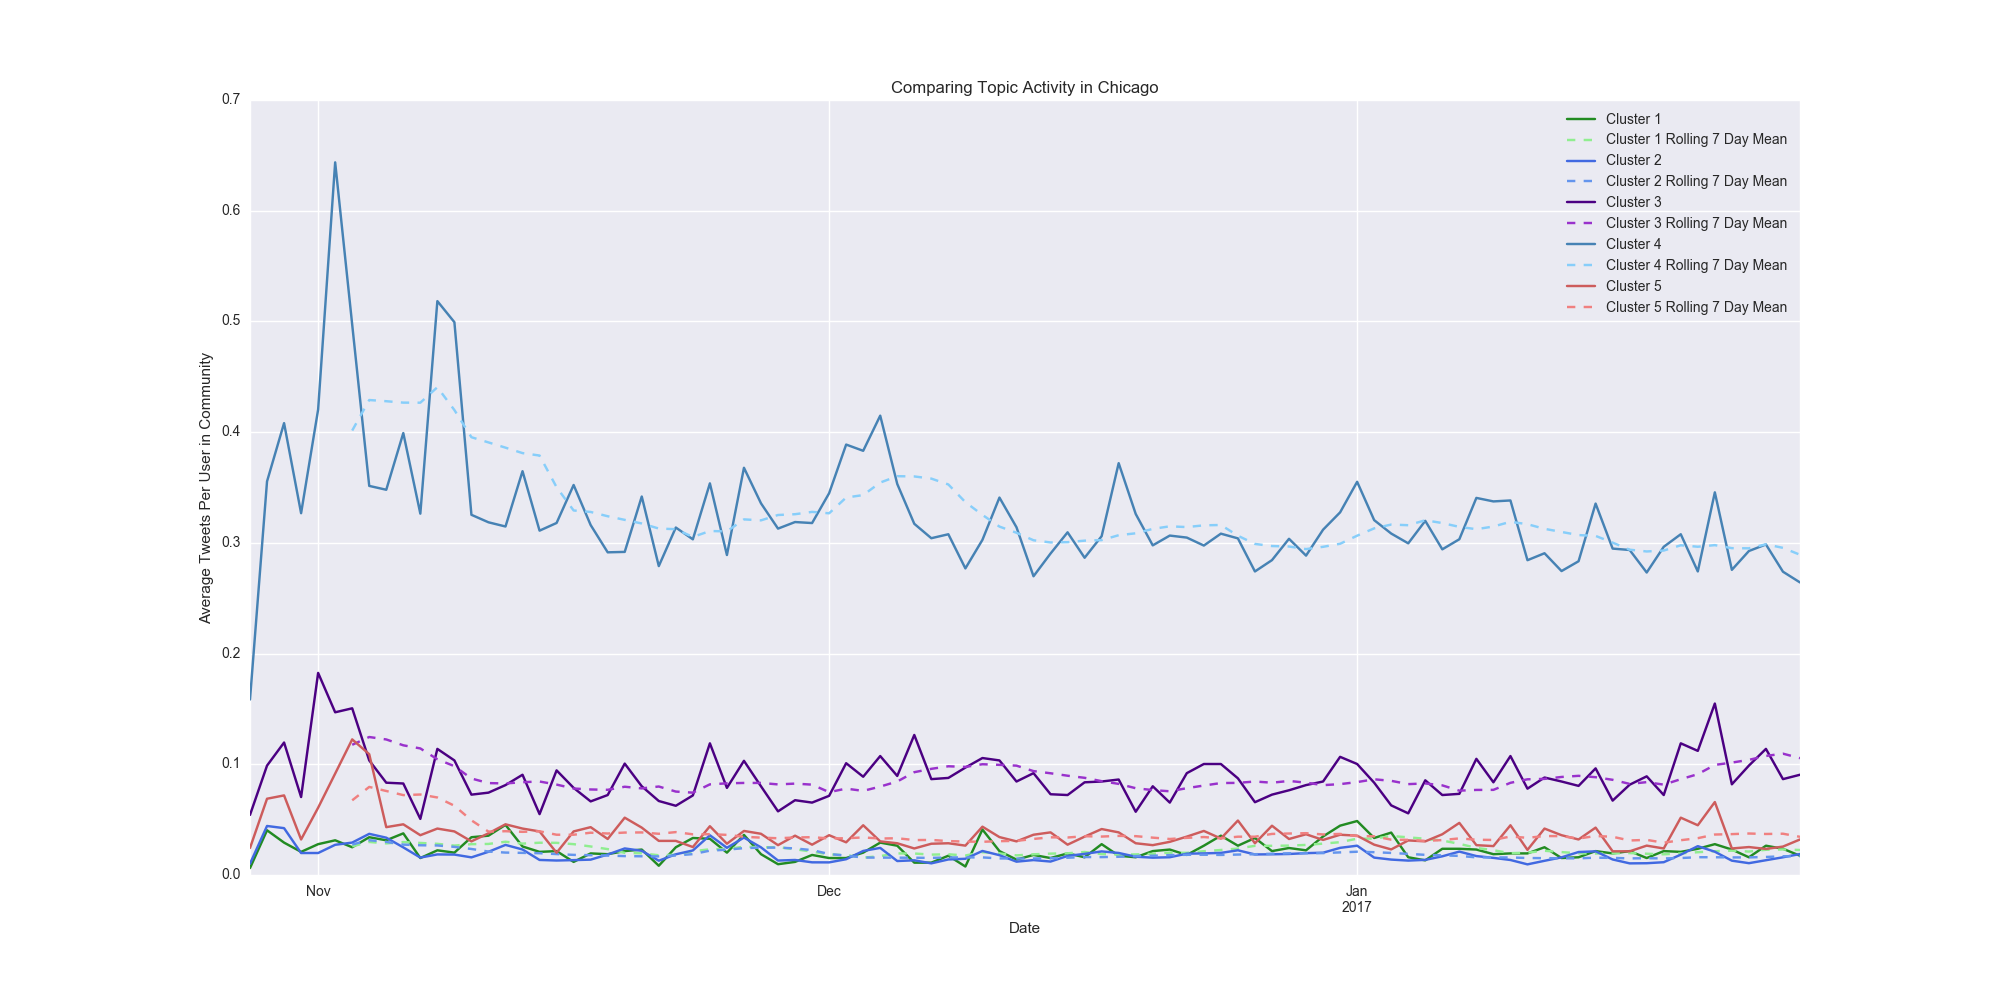 Comparing Topic Activity in Chicago
0.7
0.6
0.5
0.4
0.3
0.2
0.1
0.0
Average Tweets Per User in Community
Cluster 1
Cluster 1 Rolling 7 Day Mean
Cluster 2
Cluster 2 Rolling 7 Day Mean
Cluster 3
Cluster 3 Rolling 7 Day Mean
Cluster 4
Cluster 4 Rolling 7 Day Mean
Cluster 5
Cluster 5 Rolling 7 Day Mean
Nov
Dec
Jan
2017
Date